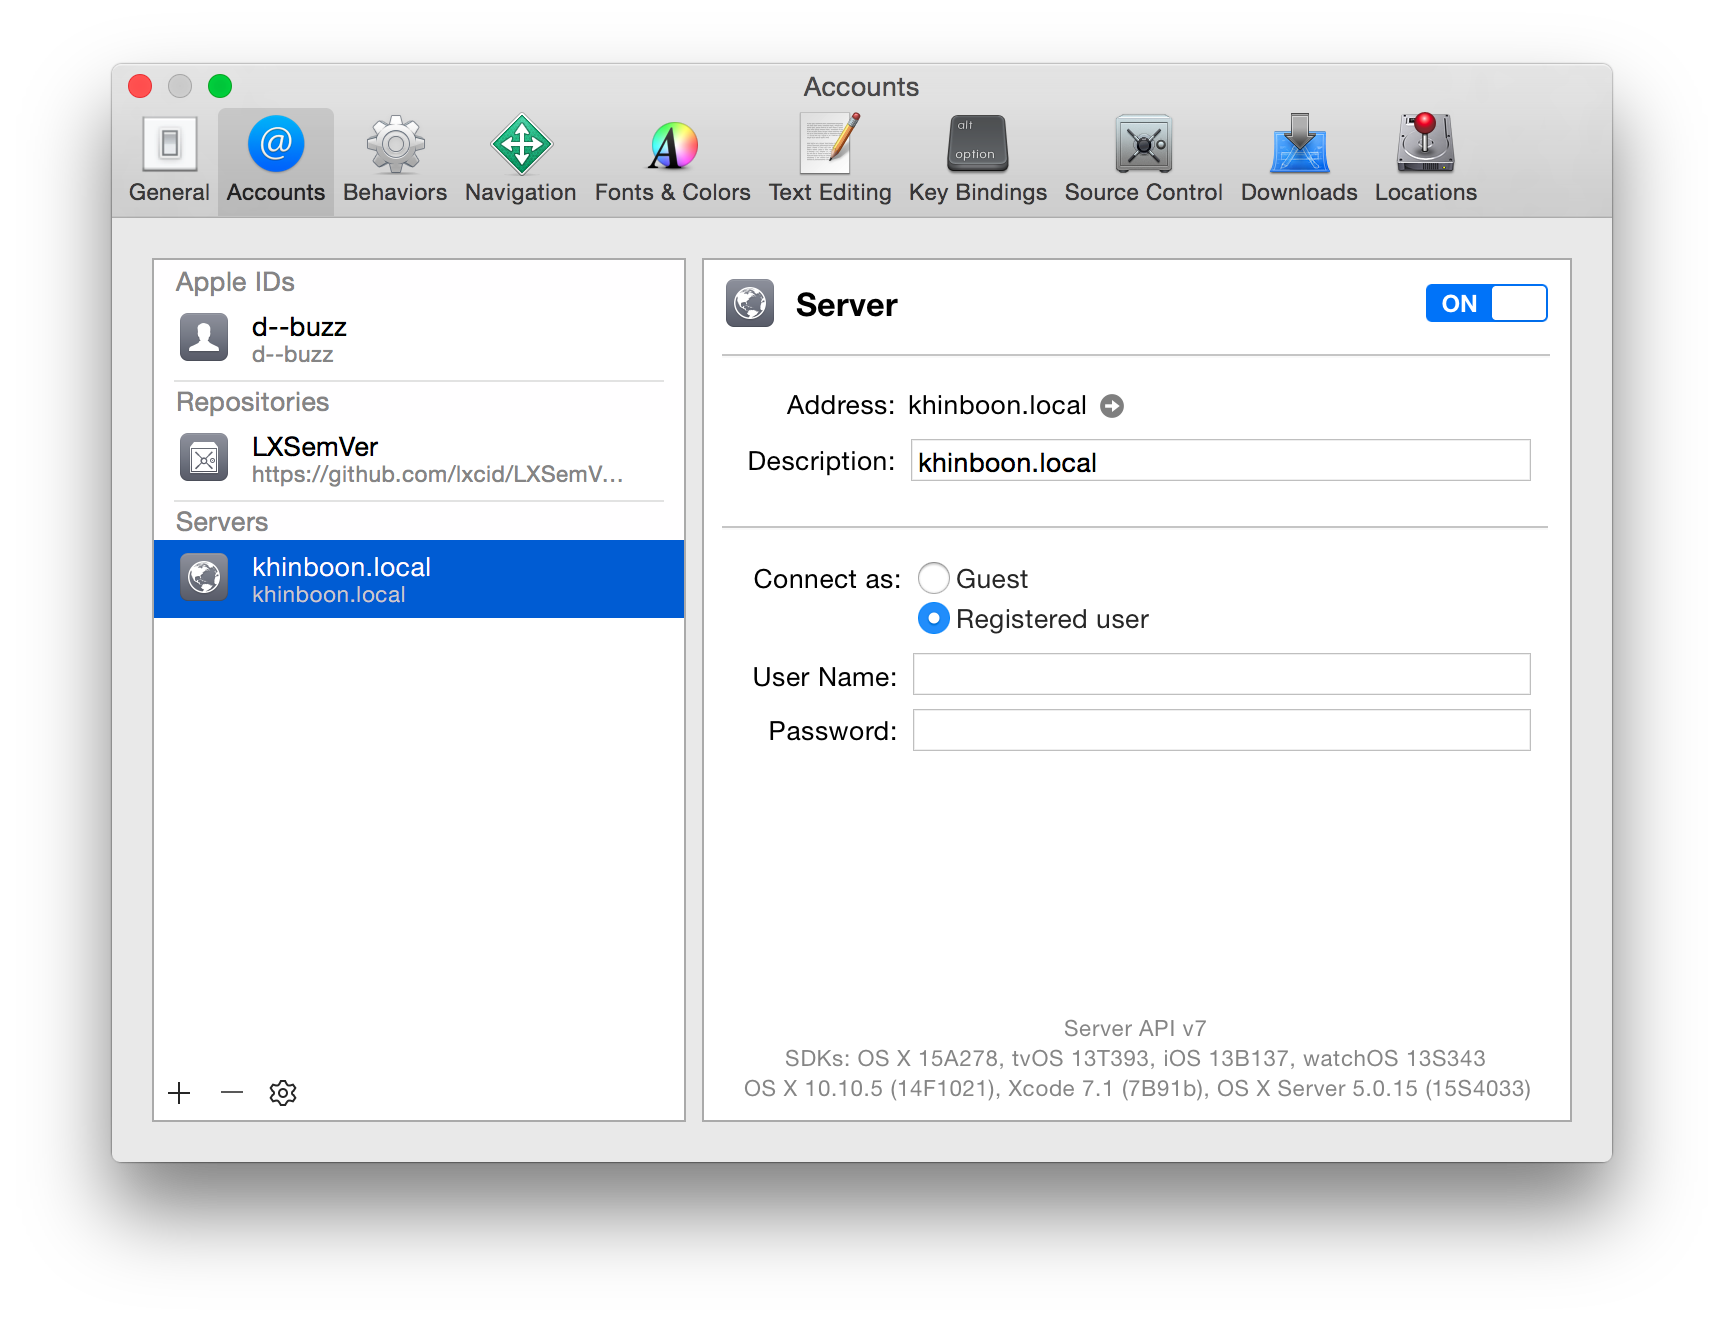 Accounts
General
Accounts
Behaviors
Navigation
Fonts & Colors
Text Editing
alt
option
Key Bindings
Source Control
Downloads
Locations
Apple IDs
d--buzz
d--buzz
Repositories
LXSemVer
https://github.com/lxcid/LXSemV...
Servers
khinboon.local
khinboon.local
Server
ON
Address: khinboon.local
Description: khinboon.local
Connect as: Guest
Registered user
User Name:
Password:
Server API v7
SDKs: OS X 15A278, tvOS 13T393, iOS 13B137, watchOS 13S343
OS X 10.10.5 (14F1021), Xcode 7.1 (7B91b), OS X Server 5.0.15 (15S4033)